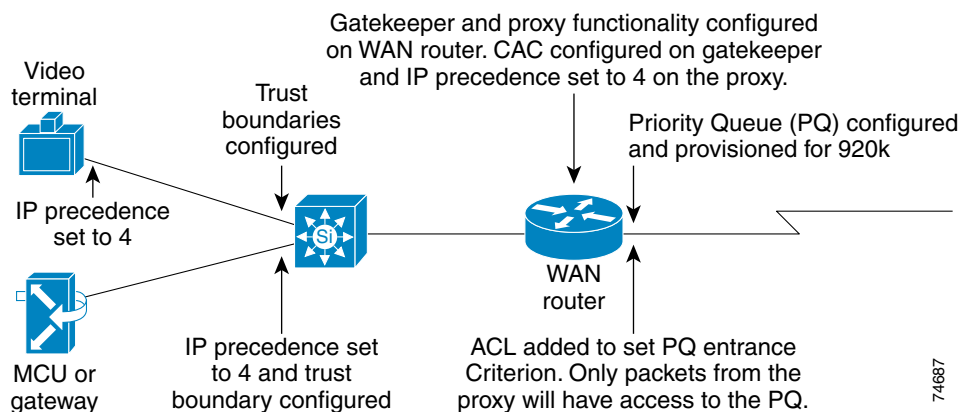 Gatekeeper and proxy functionality configured
on WAN router. CAC configured on gatekeeper
and IP precedence set to 4 on the proxy.
Video
terminal
Trust
boundaries
configured
Priority Queue (PQ) configured
and provisioned for 920k
IP precedence
set to 4
Si
WAN
router
MCU or
gateway
IP precedence set
to 4 and trust
boundary configured
ACL added to set PQ entrance
Criterion. Only packets from the
proxy will have access to the PQ.
74687